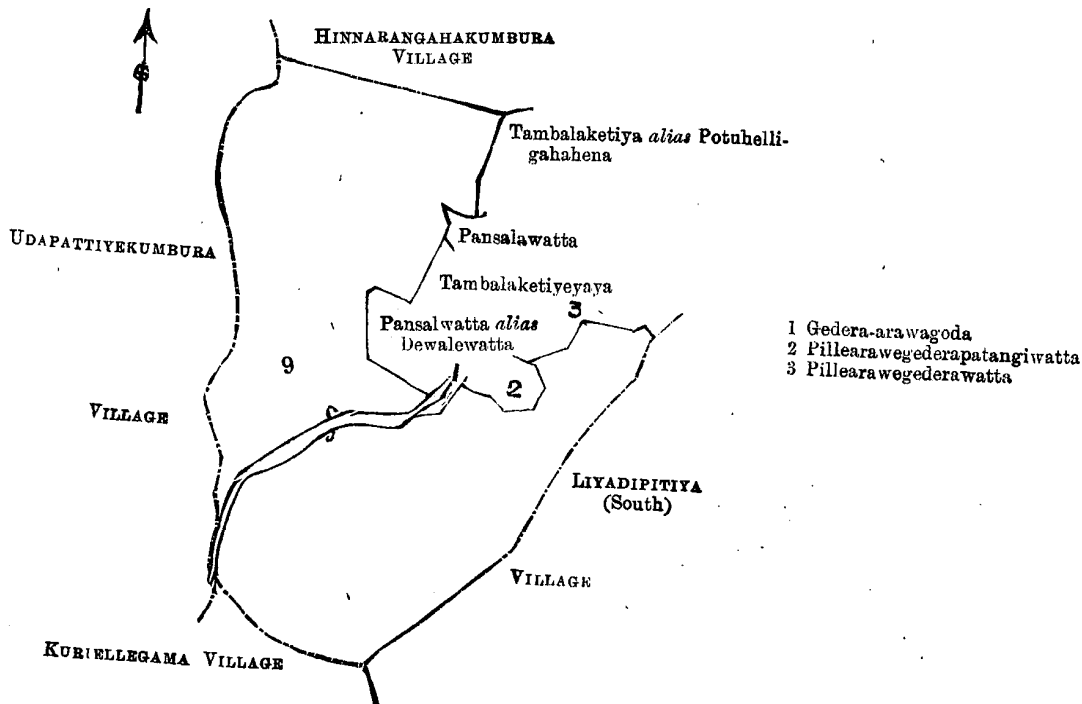 HINNARANGAHAKUMBURA
VILLAGE
Tambalaketiya alias Potuhelli-
gahahena
UDAPATTIYEKUMBURA
Pansalawatta
Tambalaketiyeyaya
3
Pansalwatta alias
Dewalewatta
1 Gedera-arawagoda
2 Pillearawegederapatangiwatta
3 Pillearawegederawatta
9
2
VILLAGE
LIYADIPITIYA
(South)
VILLAGE
KURIELLEGAMA VILLAGE